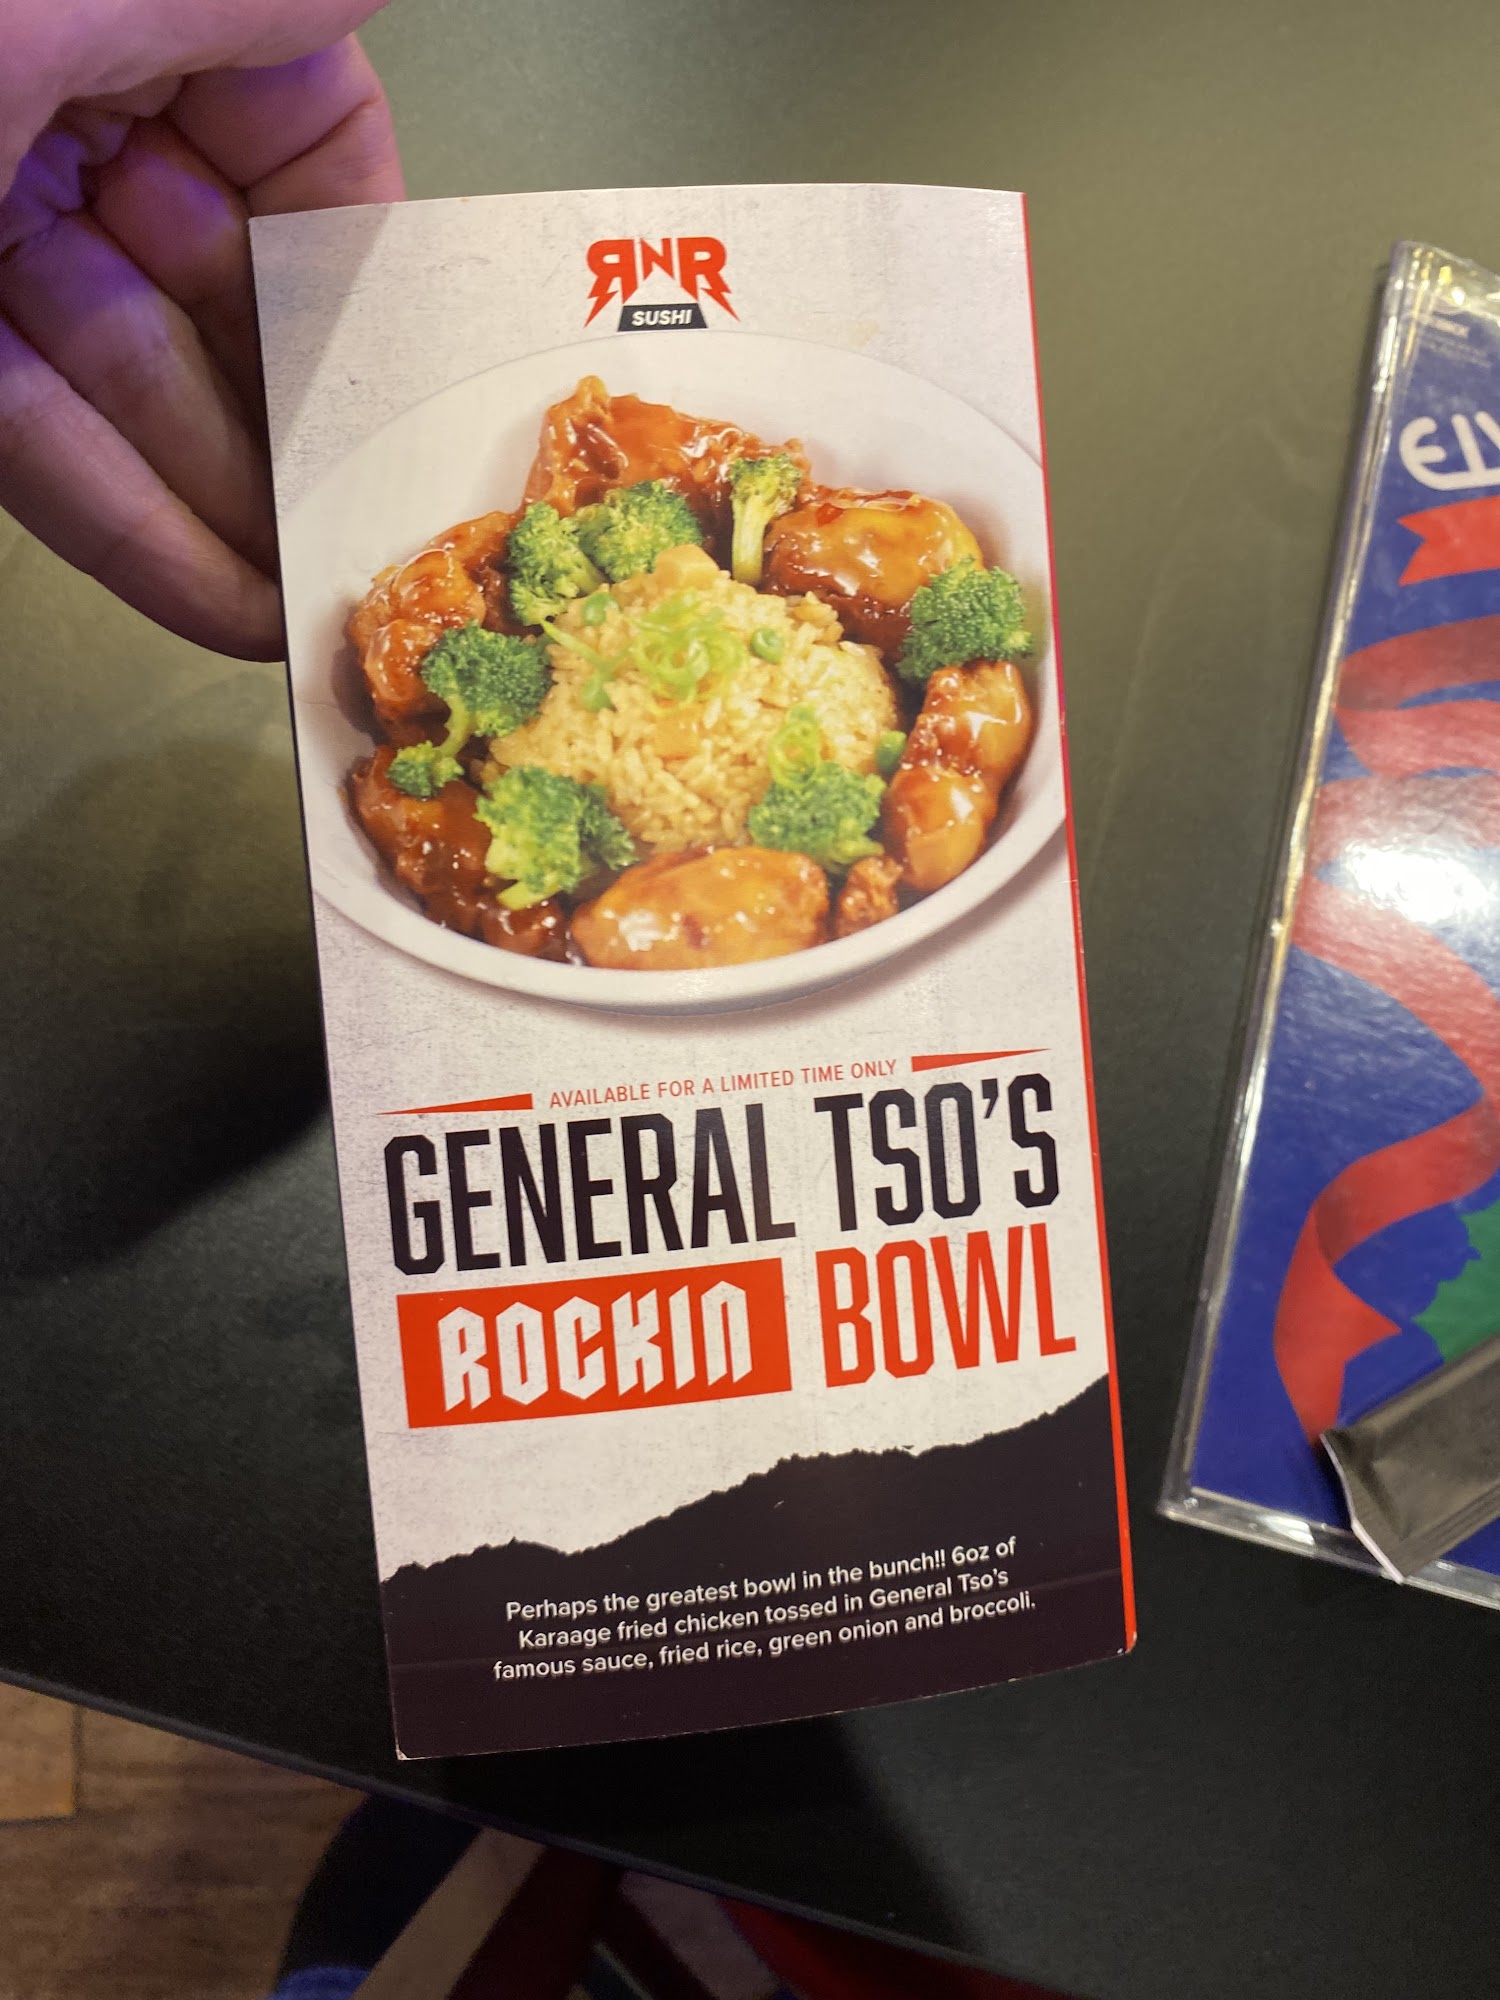 RNR
SUSHI
AVAILABLE FOR A LIMITED TIME ONLY
GENERAL TSO'S
ROCKIN BOWL
Perhaps the greatest bowl in the bunch!! 6oz of
Karaage fried chicken tossed in General Tso's
famous sauce, fried rice, green onion and broccoli.